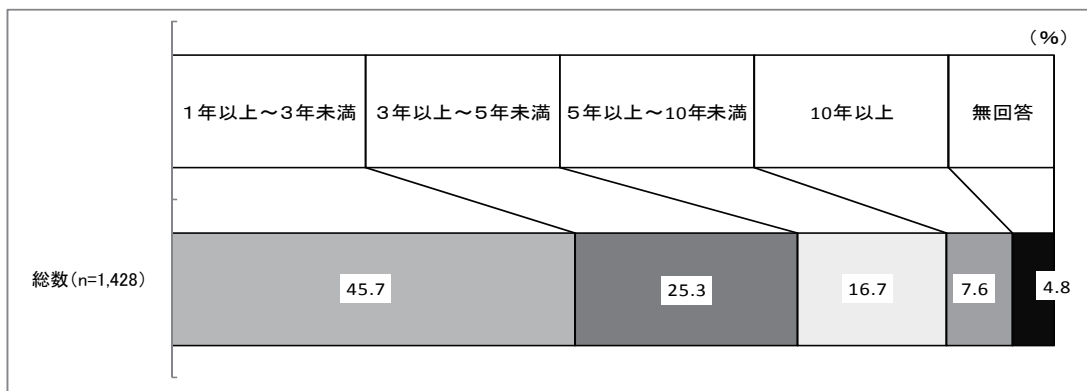 （％）
１年以上～３年未満　３年以上～５年未満　５年以上～10年未満　10年以上　無回答
総数(n=1,428)　45.7　25.3　16.7　7.6　4.8